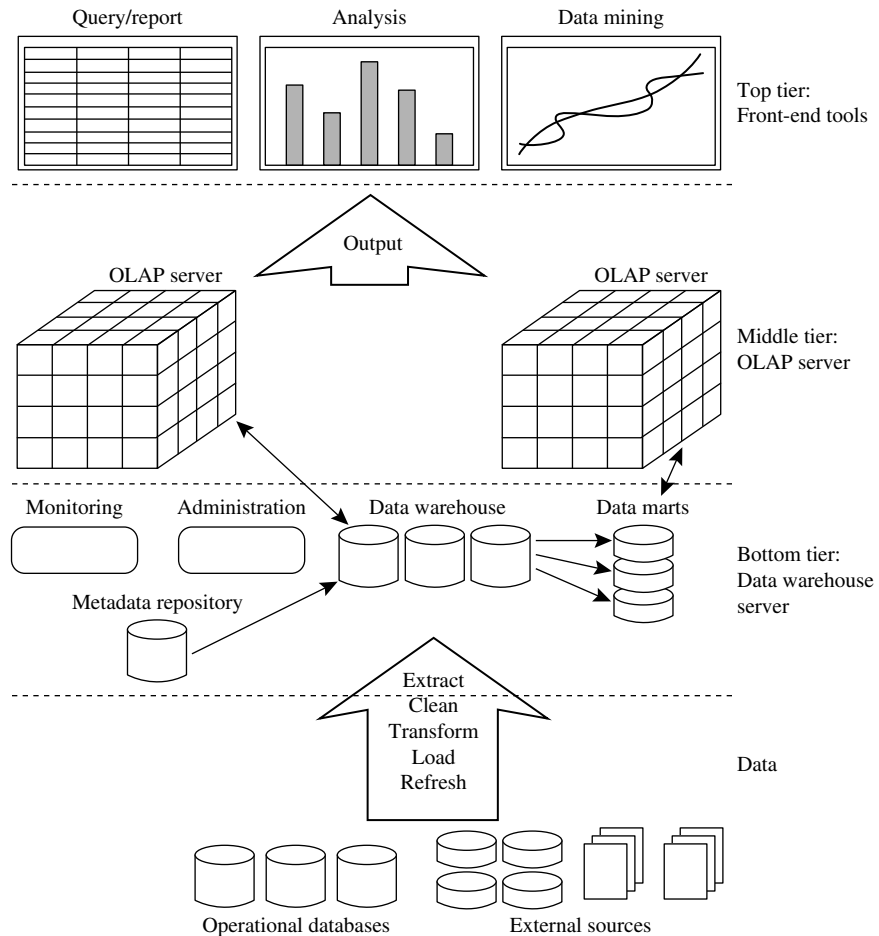 Query/report
Analysis
Data mining
Top tier:
Front-end tools
Output
OLAP server
OLAP server
Middle tier:
OLAP server
Monitoring
Administration
Data warehouse
Data marts
Bottom tier:
Data warehouse
server
Metadata repository
Extract
Clean
Transform
Load
Refresh
Data
Operational databases
External sources